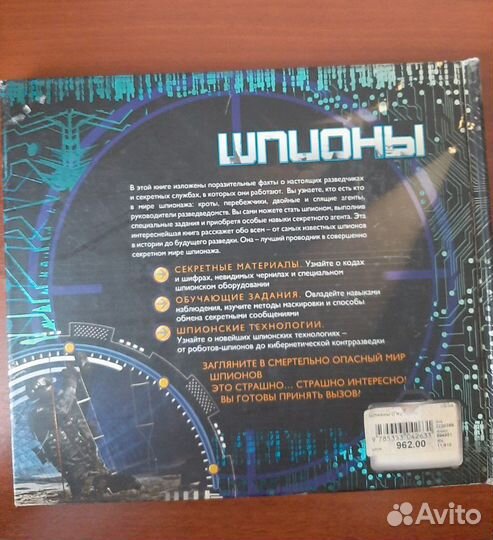 ШПИОНЫ
В этой книге изложены поразительные факты о настоящих разведчиках
и секретных службах, в которых они работают. Вы узнаете, кто есть кто
в мире шпионажа: кроты, перебежчики, двойные и спящие агенты,
руководители разведведомств. Вы сами можете стать шпионом, выполнив
специальные задания и приобретя особые навыки секретного агента. Эта
интереснейшая книга расскажет обо всем – от самых известных шпионов
в истории до будущего разведки. Она – лучший проводник в совершенно
секретном мире шпионажа.
СЕКРЕТНЫЕ МАТЕРИАЛЫ. Узнайте о кодах
и шифрах, невидимых чернилах и специальном
шпионском оборудовании
ОБУЧАЮЩИЕ ЗАДАНИЯ. Овладейте навыками
наблюдения, изучите методы маскировки и способы
обмена секретными сообщениями
ШПИОНСКИЕ ТЕХНОЛОГИИ.
Узнайте о новейших шпионских технологиях –
от роботов-шпионов до кибернетической контрразведки
ЗАГЛЯНИТЕ В СМЕРТЕЛЬНО ОПАСНЫЙ МИР
ШПИОНОВ
ЭТО СТРАШНО... СТРАШНО ИНТЕРЕСНО!
ВЫ ГОТОВЫ ПРИНЯТЬ ВЫЗОВ?
9 785353 042633
962.00
Avito